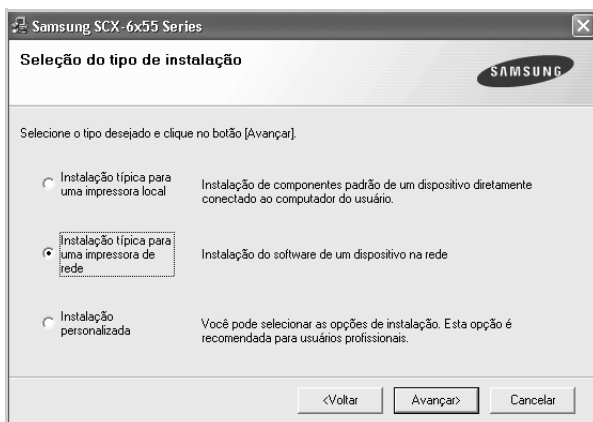 Samsung SCX-6x55 Series
Seleção do tipo de instalação
SAMSUNG
Selecione o tipo desejado e clique no botão [Avançar].
Instalação típica para
uma impressora local
Instalação de componentes padrão de um dispositivo diretamente
conectado ao computador do usuário.
Instalação típica para
uma impressora de
rede
Instalação do software de um dispositivo na rede
Instalação
personalizada
Você pode selecionar as opções de instalação. Esta opção é
recomendada para usuários profissionais.
<Voltar
Avançar>
Cancelar